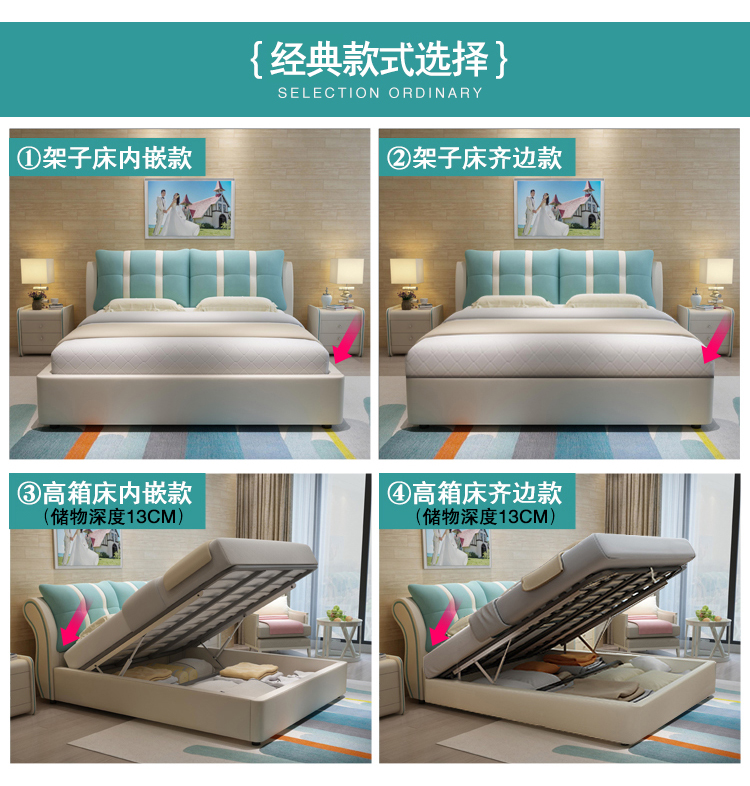 {经典款式选择}
SELECTION ORDINARY
①架子床内嵌款
②架子床齐边款
③高箱床内嵌款
（储物深度13CM）
④高箱床齐边款
（储物深度13CM）